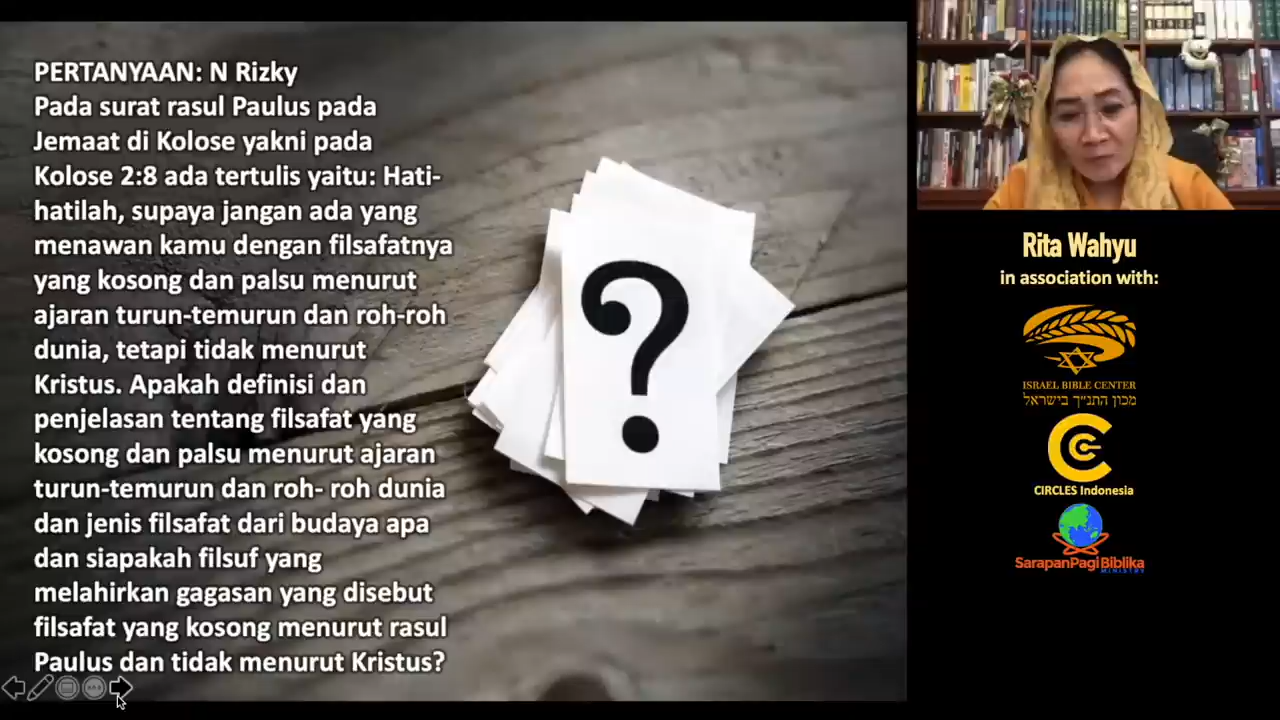 PERTANYAAN: N Rizky
Pada surat rasul Paulus pada
Jemaat di Kolose yakni pada
Kolose 2:8 ada tertulis yaitu: Hati-
hatilah, supaya jangan ada yang
menawan kamu dengan filsafatnya
yang kosong dan palsu menurut
ajaran turun-temurun dan roh-roh
dunia, tetapi tidak menurut
Kristus. Apakah definisi dan
penjelasan tentang filsafat yang
kosong dan palsu menurut ajaran
turun-temurun dan roh- roh dunia
dan jenis filsafat dari budaya apa
dan siapakah filsuf yang
melahirkan gagasan yang disebut
filsafat yang kosong menurut rasul
Paulus dan tidak menurut Kristus?
?
Rita Wahyu
in association with:
ISRAEL BIBLE CENTER
מכון התנ״ך בישראל
CIRCLES Indonesia
SarapanPagiBiblika
MINISTRY